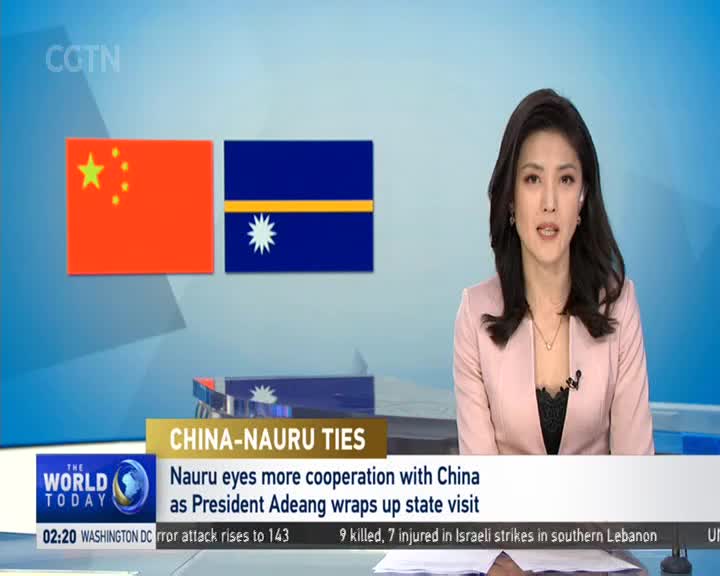 CGTN
CHINA-NAURU TIES
Nauru eyes more cooperation with China
as President Adeang wraps up state visit
THE
WORLD
TODAY
02:20 WASHINGTON DC rror attack rises to 143 9 killed, 7 injured in Israeli strikes in southern Lebanon UN